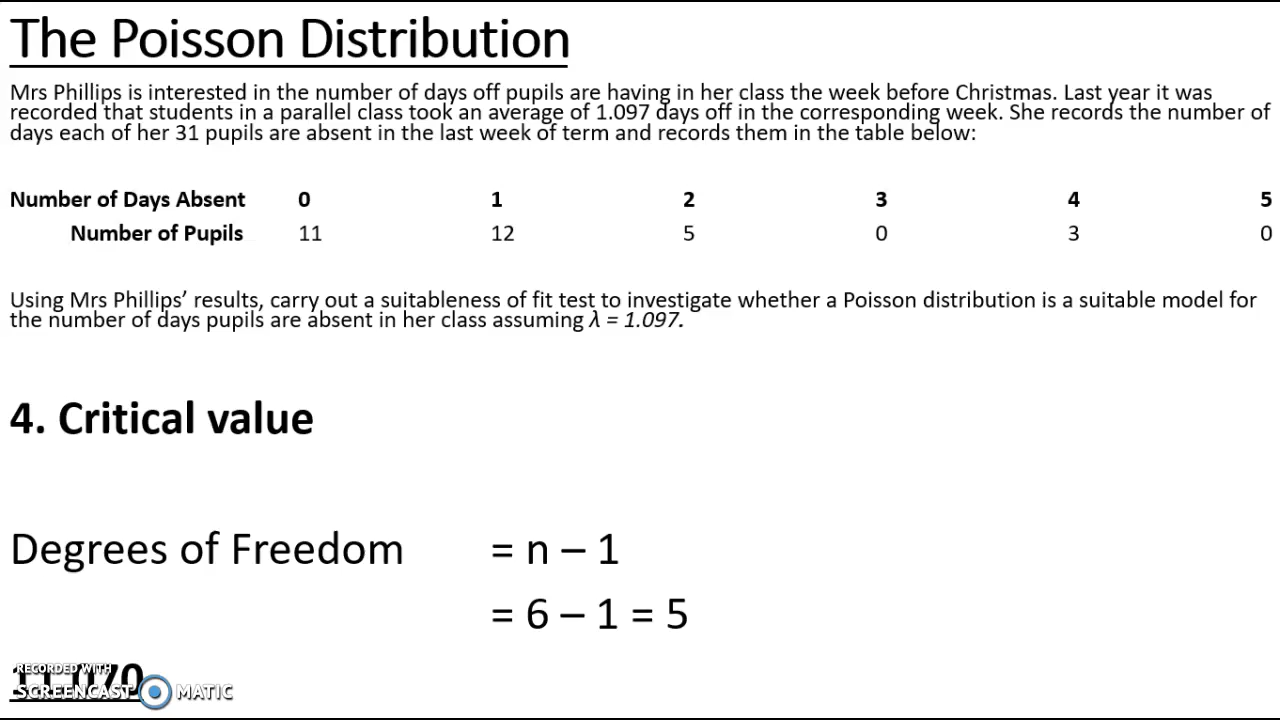 The Poisson Distribution
Mrs Phillips is interested in the number of days off pupils are having in her class the week before Christmas. Last year it was
recorded that students in a parallel class took an average of 1.097 days off in the corresponding week. She records the number of
days each of her 31 pupils are absent in the last week of term and records them in the table below:
Number of Days Absent 0 1 2 3 4 5
Number of Pupils 11 12 5 0 3 0
Using Mrs Phillips’ results, carry out a suitableness of fit test to investigate whether a Poisson distribution is a suitable model for
the number of days pupils are absent in her class assuming λ = 1.097.
4. Critical value
Degrees of Freedom = n – 1
= 6 – 1 = 5
11.070
RECORDED WITH
SCREENCAST MATIC